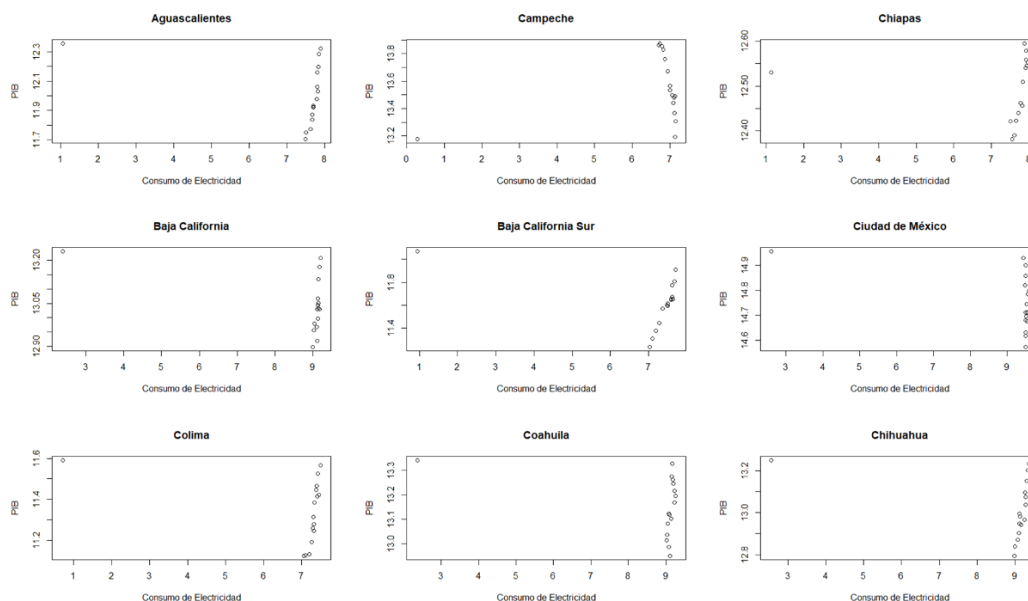 Aguascalientes
PIB
11.7 11.9 12.1 12.3
1 2 3 4 5 6 7 8
Consumo de Electricidad
Campeche
PIB
13.2 13.4 13.6 13.8
0 1 2 3 4 5 6 7
Consumo de Electricidad
Chiapas
PIB
12.40 12.50 12.60
1 2 3 4 5 6 7 8
Consumo de Electricidad
Baja California
PIB
12.90 13.05 13.20
3 4 5 6 7 8 9
Consumo de Electricidad
Baja California Sur
PIB
11.4 11.8
1 2 3 4 5 6 7
Consumo de Electricidad
Ciudad de México
PIB
14.6 14.7 14.8 14.9
3 4 5 6 7 8 9
Consumo de Electricidad
Colima
PIB
11.2 11.4 11.6
1 2 3 4 5 6 7
Consumo de Electricidad
Coahuila
PIB
13.0 13.1 13.2 13.3
3 4 5 6 7 8 9
Consumo de Electricidad
Chihuahua
PIB
12.8 13.0 13.2
3 4 5 6 7 8 9
Consumo de Electricidad